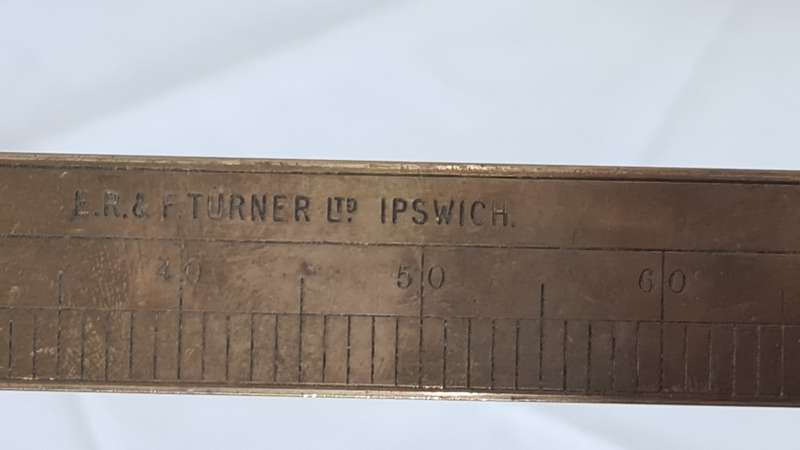 E.R. & F. TURNER LTD IPSWICH.
40 50 60